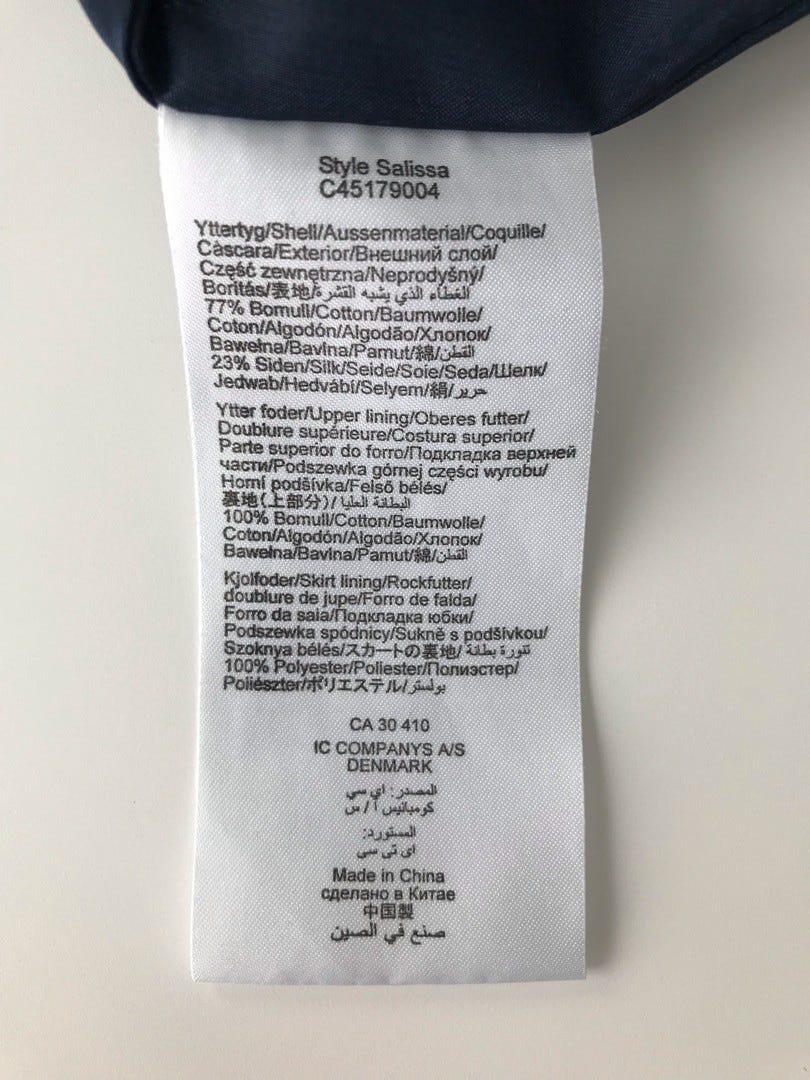 Style Salissa
C45179004
Yttertyg/Shell/Aussenmaterial/Coquille/
Càscara/Exterior/Внешний слой/
Część zewnętrzna/Neprodyšný/
Boritás/表地/الغطاء الذي يشبه القشرة
77% Bomull/Cotton/Baumwolle/
Coton/Algodón/Algodão/Хлопок/
Bawełna/Bavlna/Pamut/綿/القطن
23% Siden/Silk/Seide/Soie/Seda/Шелк/
Jedwab/Hedvábí/Selyem/絹/حرير
Ytter foder/Upper lining/Oberes futter/
Doublure supérieure/Costura superior/
Parte superior do forro/Подкладка верхней
части/Podszewka górnej części wyrobu/
Horní podšívka/Felső bélés/
裏地(上部分)/البطانة العليا
100% Bomull/Cotton/Baumwolle/
Coton/Algodón/Algodão/Хлопок/
Bawełna/Bavlna/Pamut/綿/القطن
Kjolfoder/Skirt lining/Rockfutter/
doublure de jupe/Forro de falda/
Forro da saia/Подкладка юбки/
Podszewka spódnicy/Sukně s podšívkou/
Szoknya bélés/スカートの裏地/تنورة بطانة
100% Polyester/Poliester/Полиэстер/
Poliészter/ポリエステル/بولستر
CA 30 410
IC COMPANYS A/S
DENMARK
المصدر: اي سي
كومبانيس أ / س
المستورد:
اى تى سى
Made in China
сделано в Китае
中国製
صنع في الصين